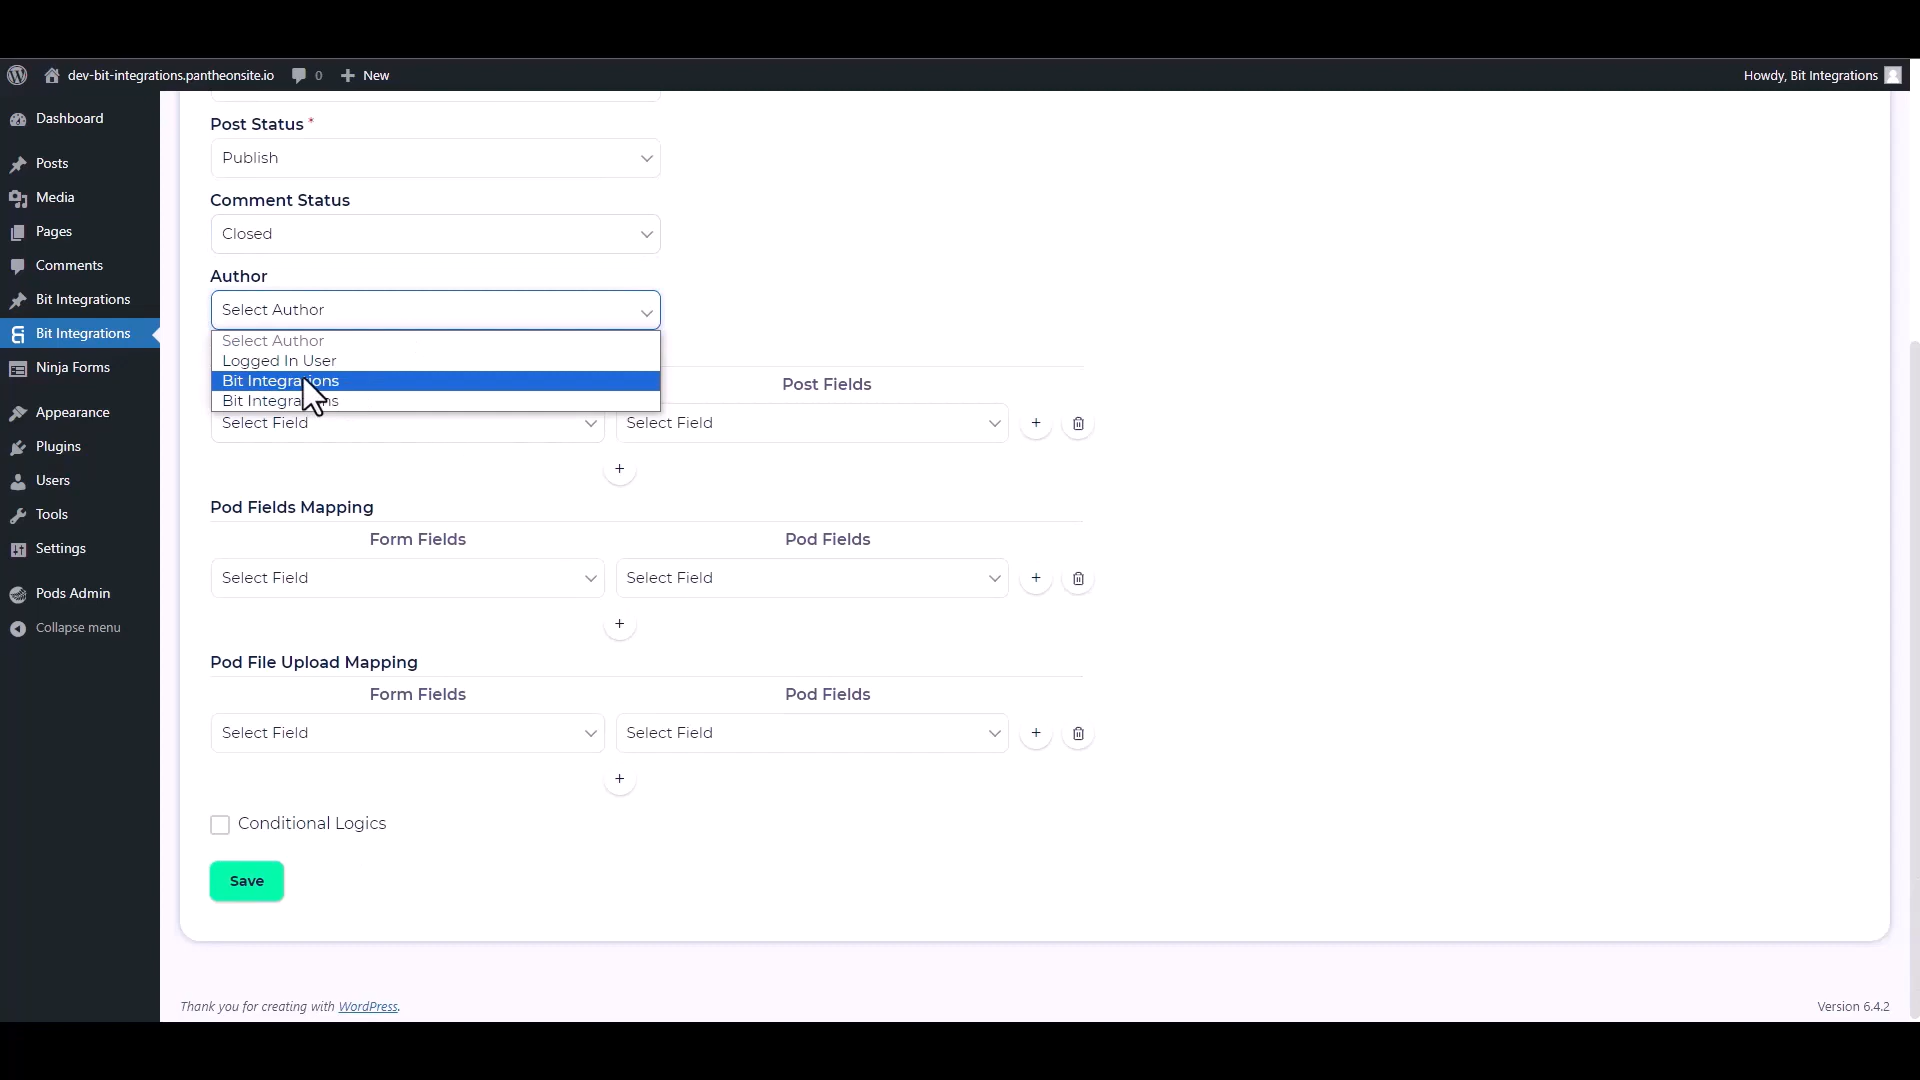 dev-bit-integrations.pantheonsite.io
0
New
Howdy, Bit Integrations
Dashboard
Posts
Media
Pages
Comments
Bit Integrations
Bit Integrations
Ninja Forms
Appearance
Plugins
Users
Tools
Settings
Pods Admin
Collapse menu
Post Status *
Publish
Comment Status
Closed
Author
Select Author
Select Author
Logged In User
Bit Integrations
Bit Integrations
Post Fields
Select Field
Select Field
+
+
Pod Fields Mapping
Form Fields
Pod Fields
Select Field
Select Field
+
+
Pod File Upload Mapping
Form Fields
Pod Fields
Select Field
Select Field
+
+
Conditional Logics
Save
Thank you for creating with WordPress.
Version 6.4.2